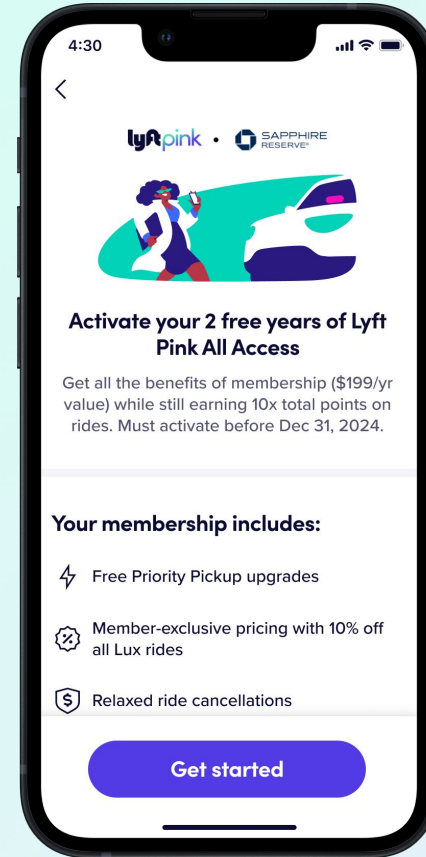 4:30
lyft pink • SAPPHIRE
RESERVE®
Activate your 2 free years of Lyft
Pink All Access
Get all the benefits of membership ($199/yr
value) while still earning 10x total points on
rides. Must activate before Dec 31, 2024.
Your membership includes:
Free Priority Pickup upgrades
Member-exclusive pricing with 10% off
all Lux rides
Relaxed ride cancellations
Get started